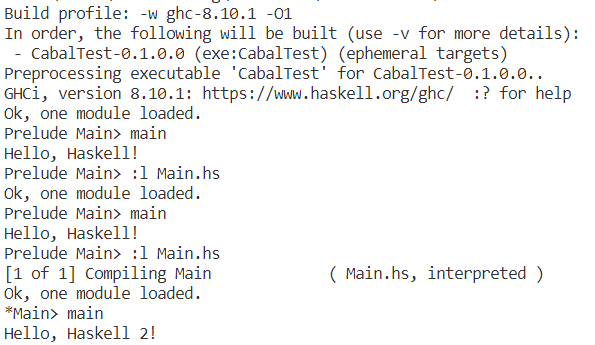 Build profile: -w ghc-8.10.1 -O1
In order, the following will be built (use -v for more details):
 - CabalTest-0.1.0.0 (exe:CabalTest) (ephemeral targets)
Preprocessing executable 'CabalTest' for CabalTest-0.1.0.0..
GHCi, version 8.10.1: https://www.haskell.org/ghc/  :? for help
Ok, one module loaded.
Prelude Main> main
Hello, Haskell!
Prelude Main> :l Main.hs
Ok, one module loaded.
Prelude Main> main
Hello, Haskell!
Prelude Main> :l Main.hs
[1 of 1] Compiling Main             ( Main.hs, interpreted )
Ok, one module loaded.
*Main> main
Hello, Haskell 2!